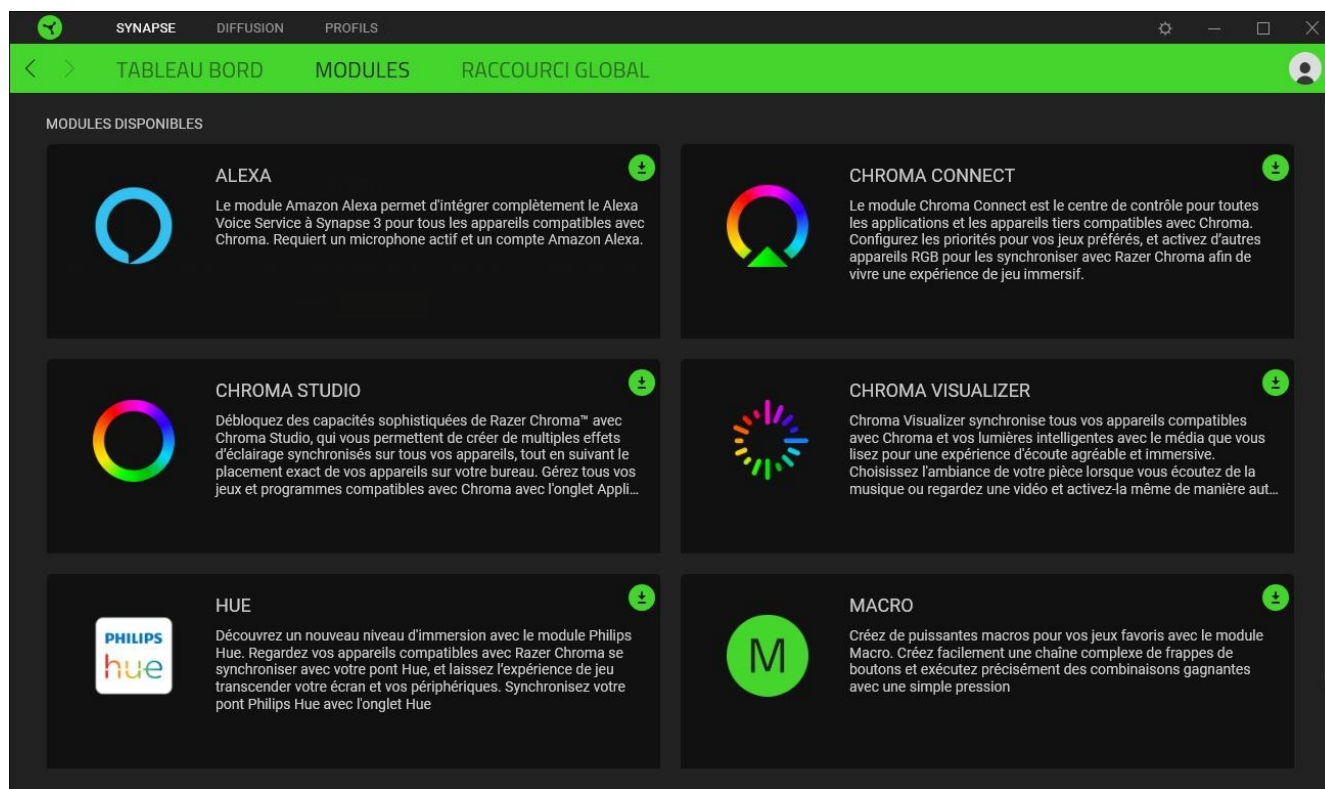 SYNAPSE DIFFUSION PROFILS
TABLEAU BORD MODULES RACCOURCI GLOBAL
MODULES DISPONIBLES
ALEXA
Le module Amazon Alexa permet d'intégrer complètement le Alexa
Voice Service à Synapse 3 pour tous les appareils compatibles avec
Chroma. Requiert un microphone actif et un compte Amazon Alexa.
CHROMA CONNECT
Le module Chroma Connect est le centre de contrôle pour toutes
les applications et les appareils tiers compatibles avec Chroma.
Configurez les priorités pour vos jeux préférés, et activez d'autres
appareils RGB pour les synchroniser avec Razer Chroma afin de
vivre une expérience de jeu immersif.
CHROMA STUDIO
Débloquez des capacités sophistiquées de Razer Chroma™ avec
Chroma Studio, qui vous permettent de créer de multiples effets
d'éclairage synchronisés sur tous vos appareils, tout en suivant le
placement exact de vos appareils sur votre bureau. Gérez tous vos
jeux et programmes compatibles avec Chroma avec l'onglet Appli...
CHROMA VISUALIZER
Chroma Visualizer synchronise tous vos appareils compatibles
avec Chroma et vos lumières intelligentes avec le média que vous
lisez pour une expérience d'écoute agréable et immersive.
Choisissez l'ambiance de votre pièce lorsque vous écoutez de la
musique ou regardez une vidéo et activez-la même de manière aut...
PHILIPS
hue
HUE
Découvrez un nouveau niveau d'immersion avec le module Philips
Hue. Regardez vos appareils compatibles avec Razer Chroma se
synchroniser avec votre pont Hue, et laissez l'expérience de jeu
transcender votre écran et vos périphériques. Synchronisez votre
pont Philips Hue avec l'onglet Hue
M
MACRO
Créez de puissantes macros pour vos jeux favoris avec le module
Macro. Créez facilement une chaîne complexe de frappes de
boutons et exécutez précisément des combinaisons gagnantes
avec une simple pression